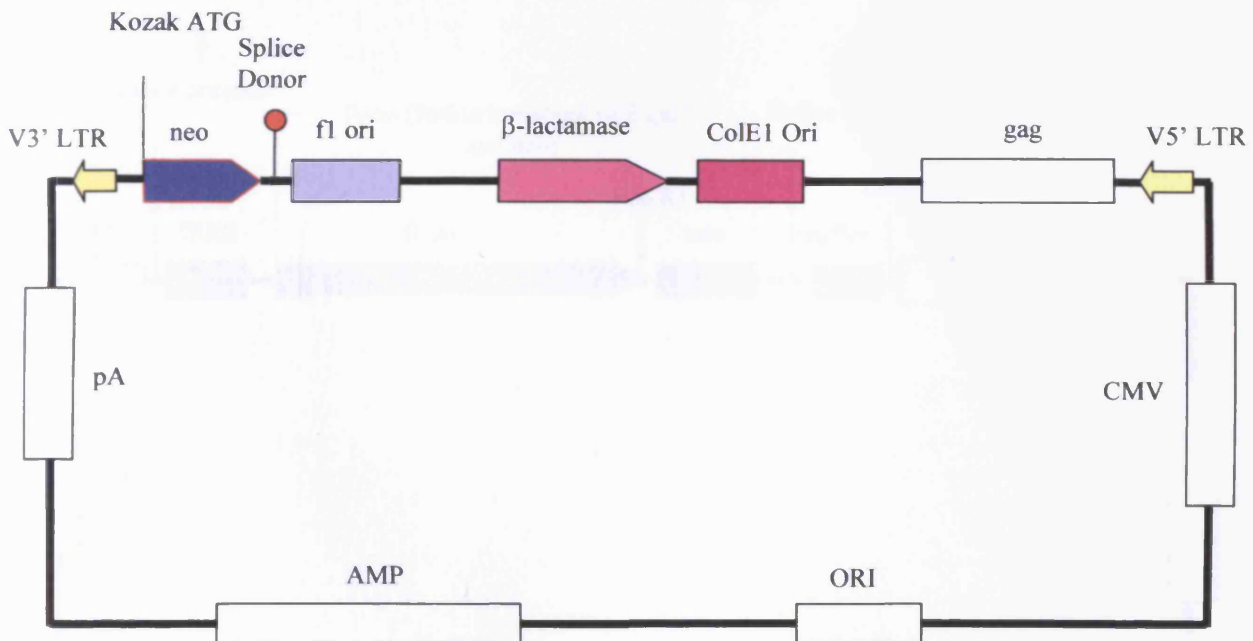 Kozak ATG
Splice
Donor
V3' LTR
neo
f1 ori
β-lactamase
ColE1 Ori
gag
V5' LTR
pA
CMV
AMP
ORI